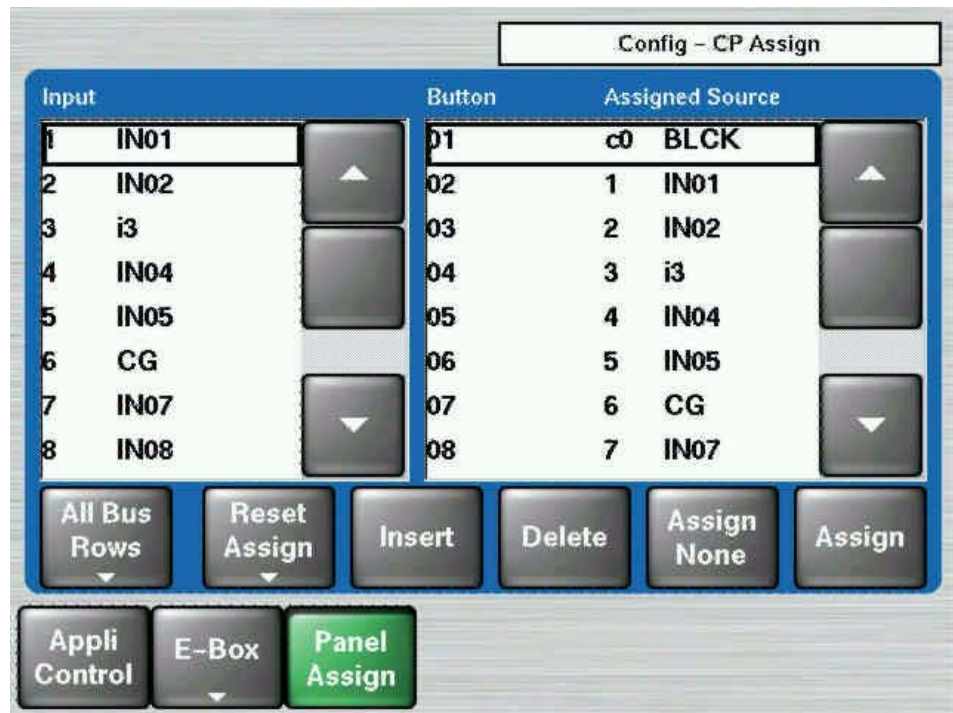 Config - CP Assign
Input Button Assigned Source
1 IN01 01 c0 BLCK
2 IN02 02 1 IN01
3 i3 03 2 IN02
4 IN04 04 3 i3
5 IN05 05 4 IN04
6 CG 06 5 IN05
7 IN07 07 6 CG
8 IN08 08 7 IN07
All Bus Rows Reset Assign Insert Delete Assign None Assign
Appli Control E-Box Panel Assign